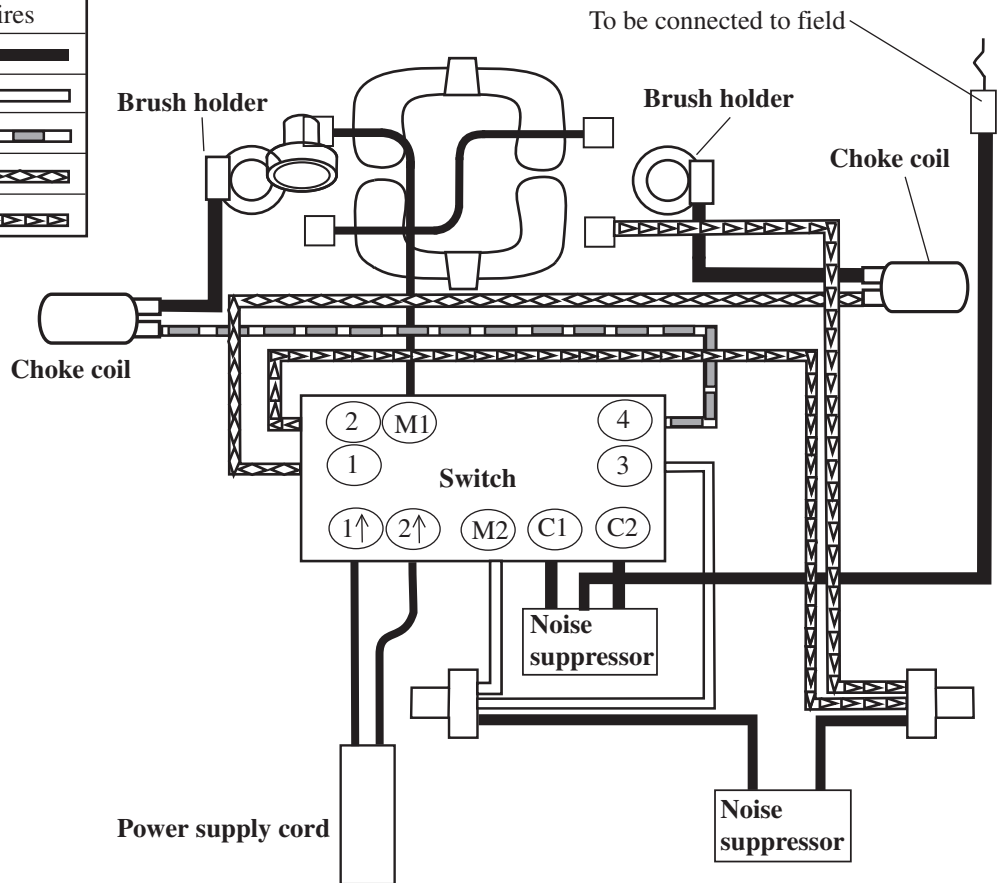 To be connected to field
Brush holder
Brush holder
Choke coil
Choke coil
2
M1
4
1
3
Switch
1↑
2↑
M2
C1
C2
Noise
suppressor
Power supply cord
Noise
suppressor